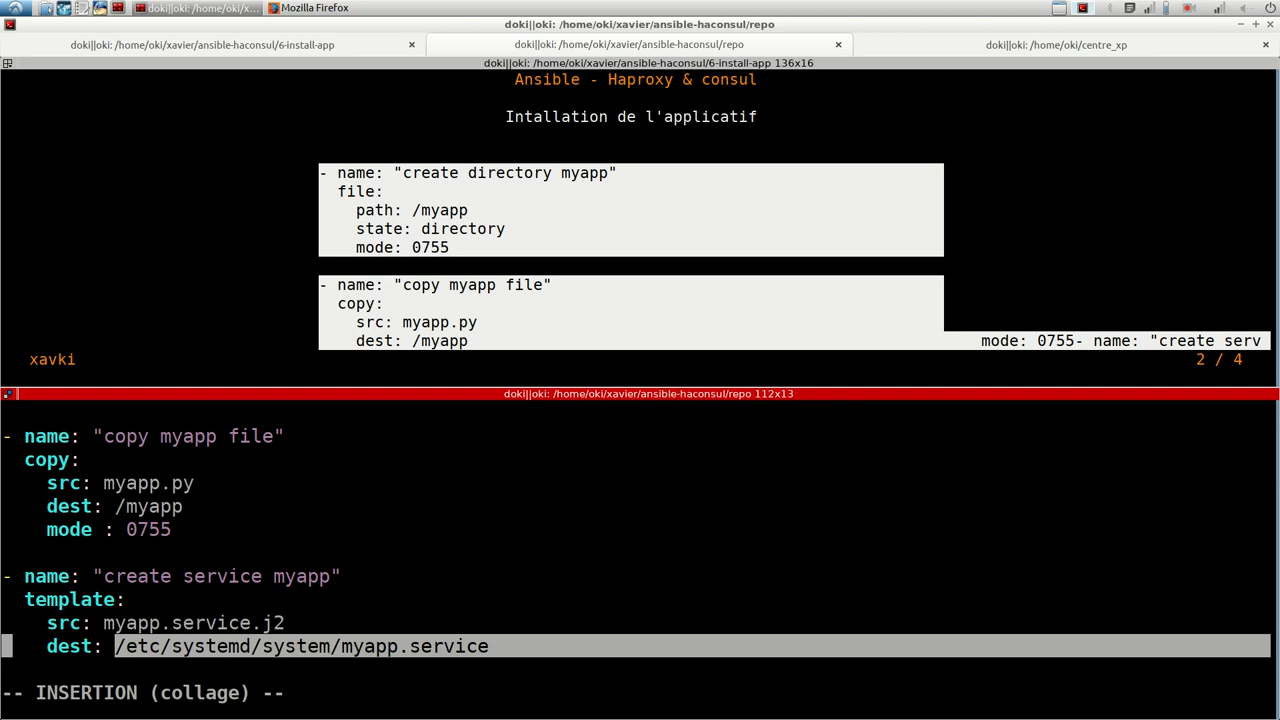 doki||oki: /home/oki/x...
Mozilla Firefox
doki||oki: /home/oki/xavier/ansible-haconsul/repo
doki||oki: /home/oki/xavier/ansible-haconsul/6-install-app
doki||oki: /home/oki/xavier/ansible-haconsul/repo
doki||oki: /home/oki/centre_xp
doki||oki: /home/oki/xavier/ansible-haconsul/6-install-app 136x16
Ansible - Haproxy & consul
Intallation de l'applicatif
- name: "create directory myapp"
file:
path: /myapp
state: directory
mode: 0755
- name: "copy myapp file"
copy:
src: myapp.py
dest: /myapp
mode: 0755- name: "create serv
xavki
2 / 4
doki||oki: /home/oki/xavier/ansible-haconsul/repo 112x13
- name: "copy myapp file"
copy:
src: myapp.py
dest: /myapp
mode : 0755
- name: "create service myapp"
template:
src: myapp.service.j2
dest: /etc/systemd/system/myapp.service
-- INSERTION (collage) --